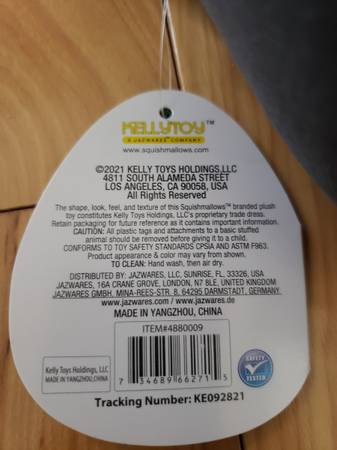 KELLYTOY™
A JAZWARES COMPANY
www.squishmallows.com
©2021 KELLY TOYS HOLDINGS,LLC
4811 SOUTH ALAMEDA STREET
LOS ANGELES, CA 90058, USA
All Rights Reserved
The shape, look, feel, and texture of this Squishmallows™ branded plush
toy constitutes Kelly Toys Holdings, LLC's proprietary trade dress.
Retain packaging for future reference as it contains important information.
CAUTION: All plastic tags and attachments to a basic stuffed
animal should be removed before giving it to a child.
CONFORMS TO TOY SAFETY STANDARDS CPSIA AND ASTM F963.
Product appearance & color may vary from shown.
TO CLEAN: Hand wash, then air dry.
DISTRIBUTED BY: JAZWARES, LLC, SUNRISE, FL, 33326, USA
JAZWARES, 16A CRANE GROVE, LONDON, N7 8LE, UNITED KINGDOM
JAZWARES GMBH, MINA-REES-STR. 8, 64295 DARMSTADT, GERMANY
www.jazwares.com / www.jazwares.de
MADE IN YANGZHOU, CHINA
ITEM#4880009
Kelly Toys Holdings, LLC
MADE IN YANGZHOU,CHINA
7 34689 66271 5
SAFETY
TESTED
Tracking Number: KE092821